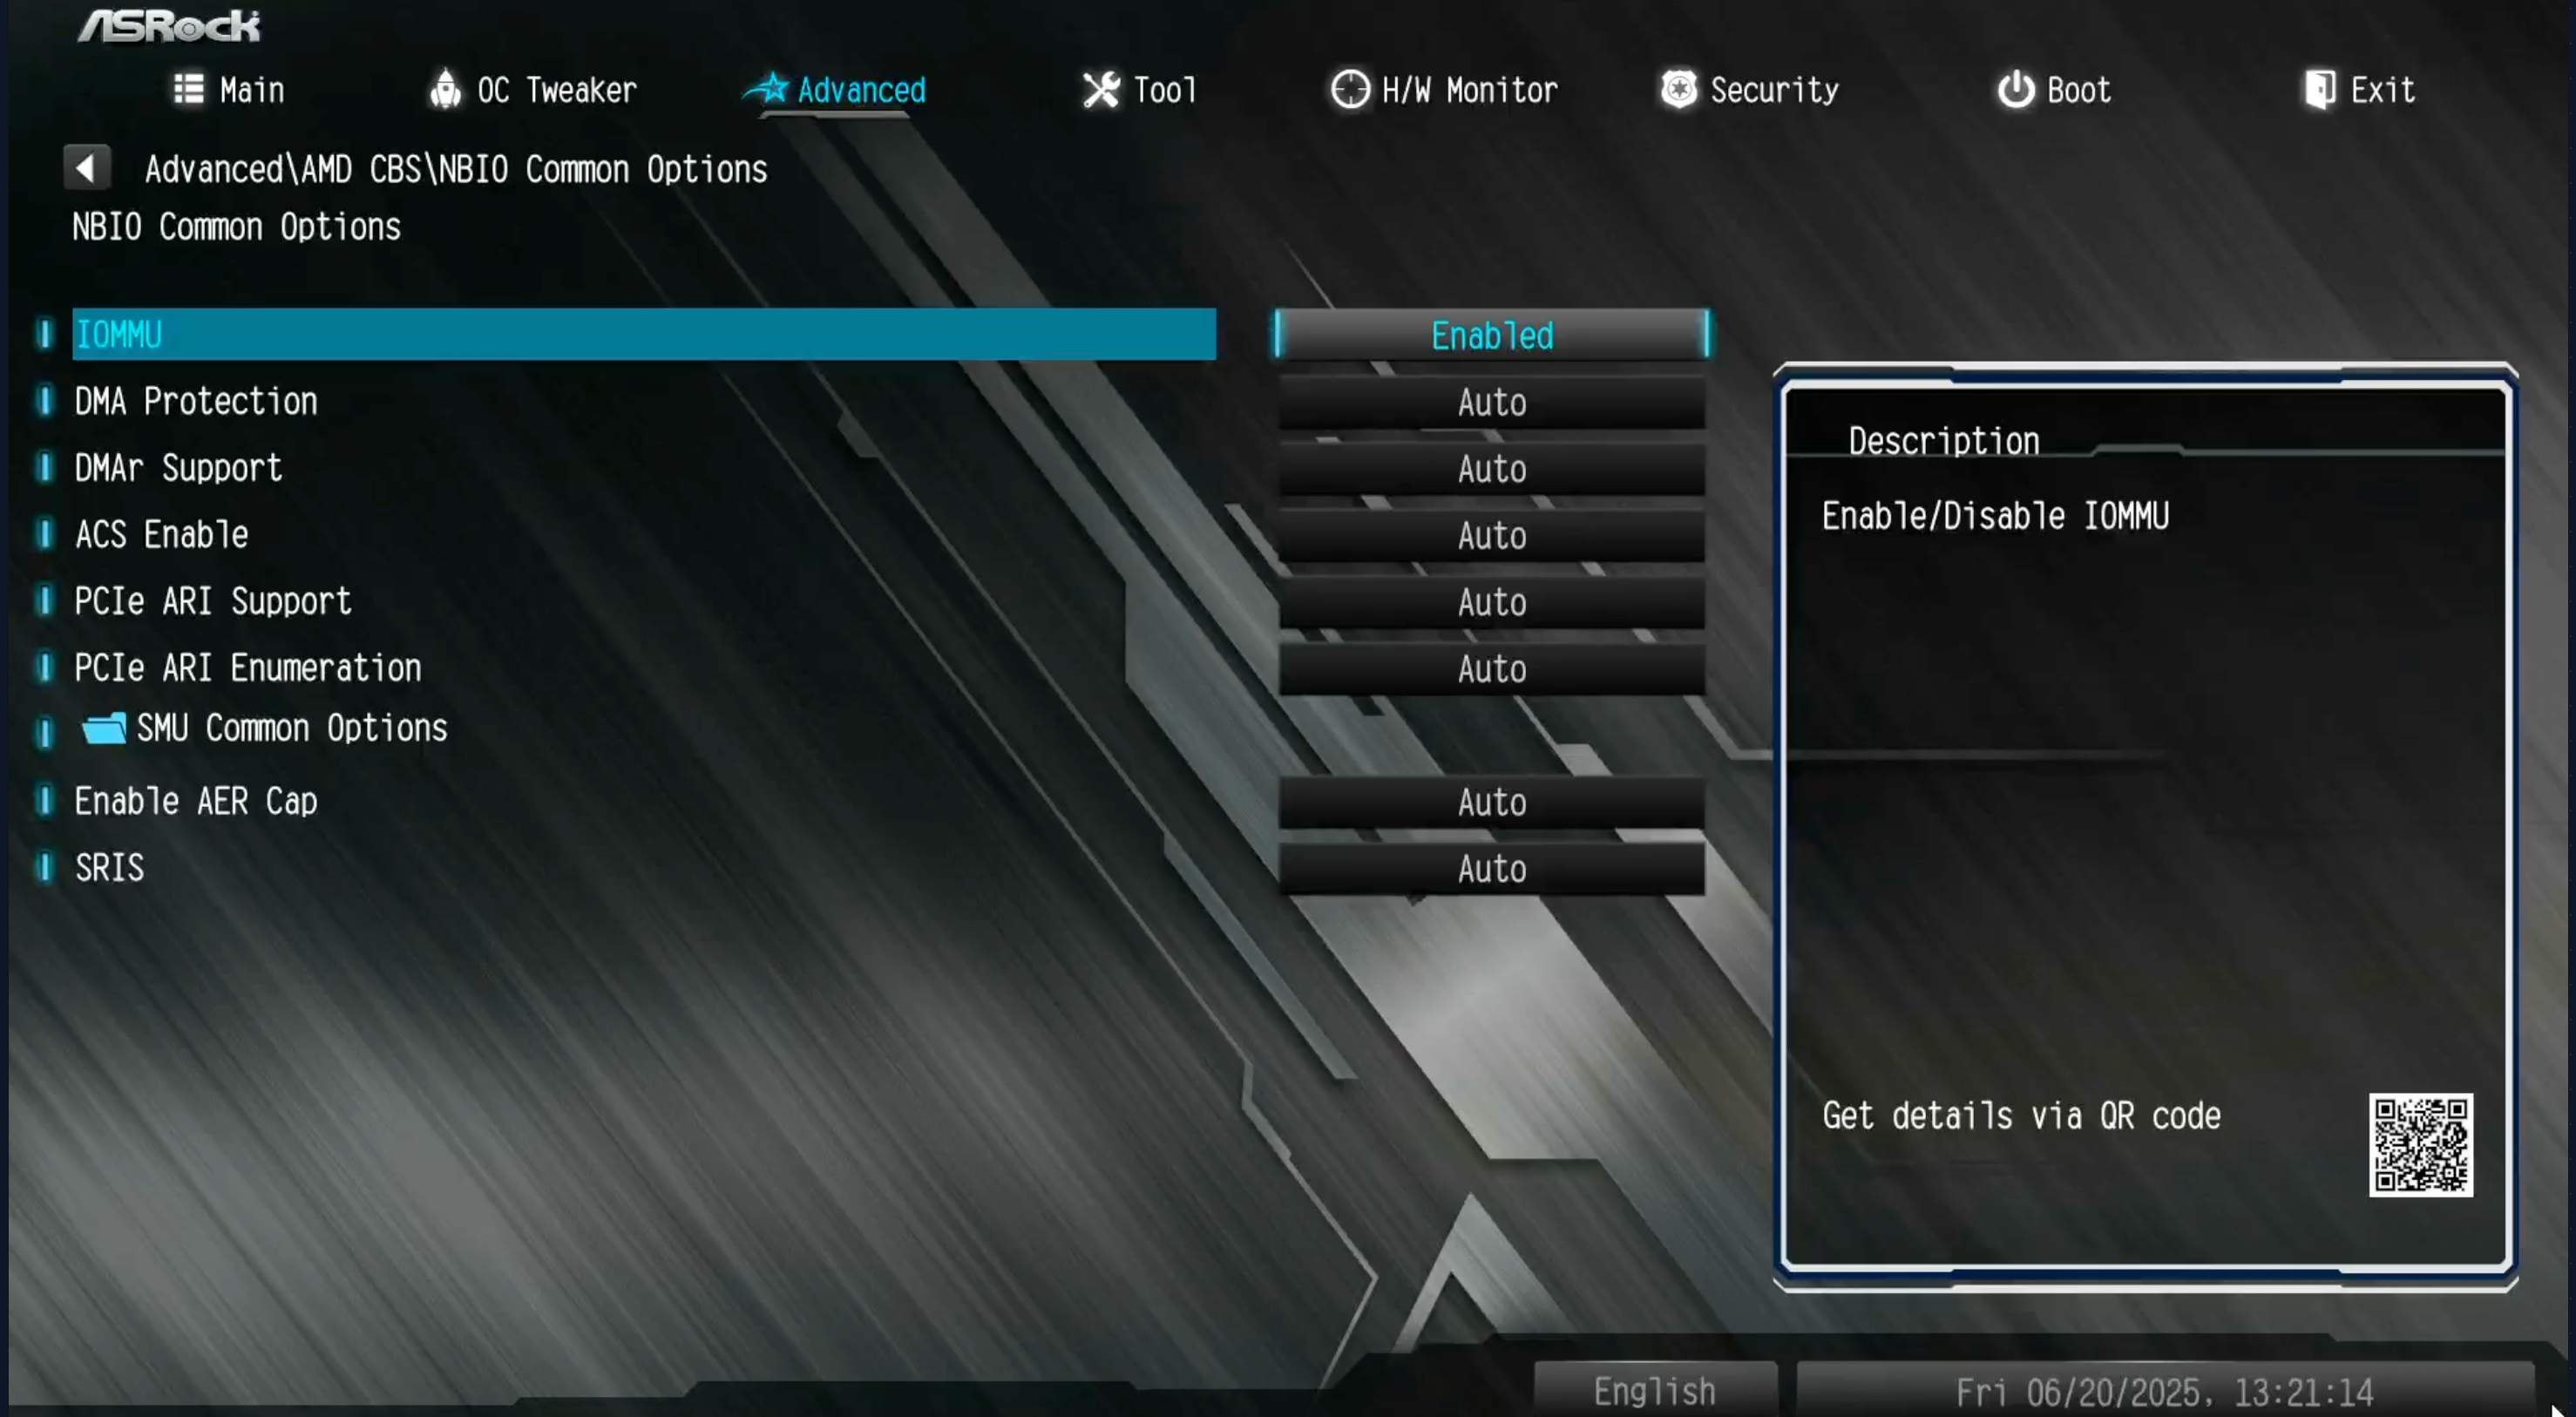 ASRock
Main
OC Tweaker
Advanced
Tool
H/W Monitor
Security
Boot
Exit
Advanced\AMD CBS\NBIO Common Options
NBIO Common Options
IOMMU Enabled
DMA Protection Auto
DMAr Support Auto
ACS Enable Auto
PCIe ARI Support Auto
PCIe ARI Enumeration Auto
SMU Common Options
Enable AER Cap Auto
SRIS Auto
Description
Enable/Disable IOMMU
Get details via QR code
English
Fri 06/20/2025, 13:21:14